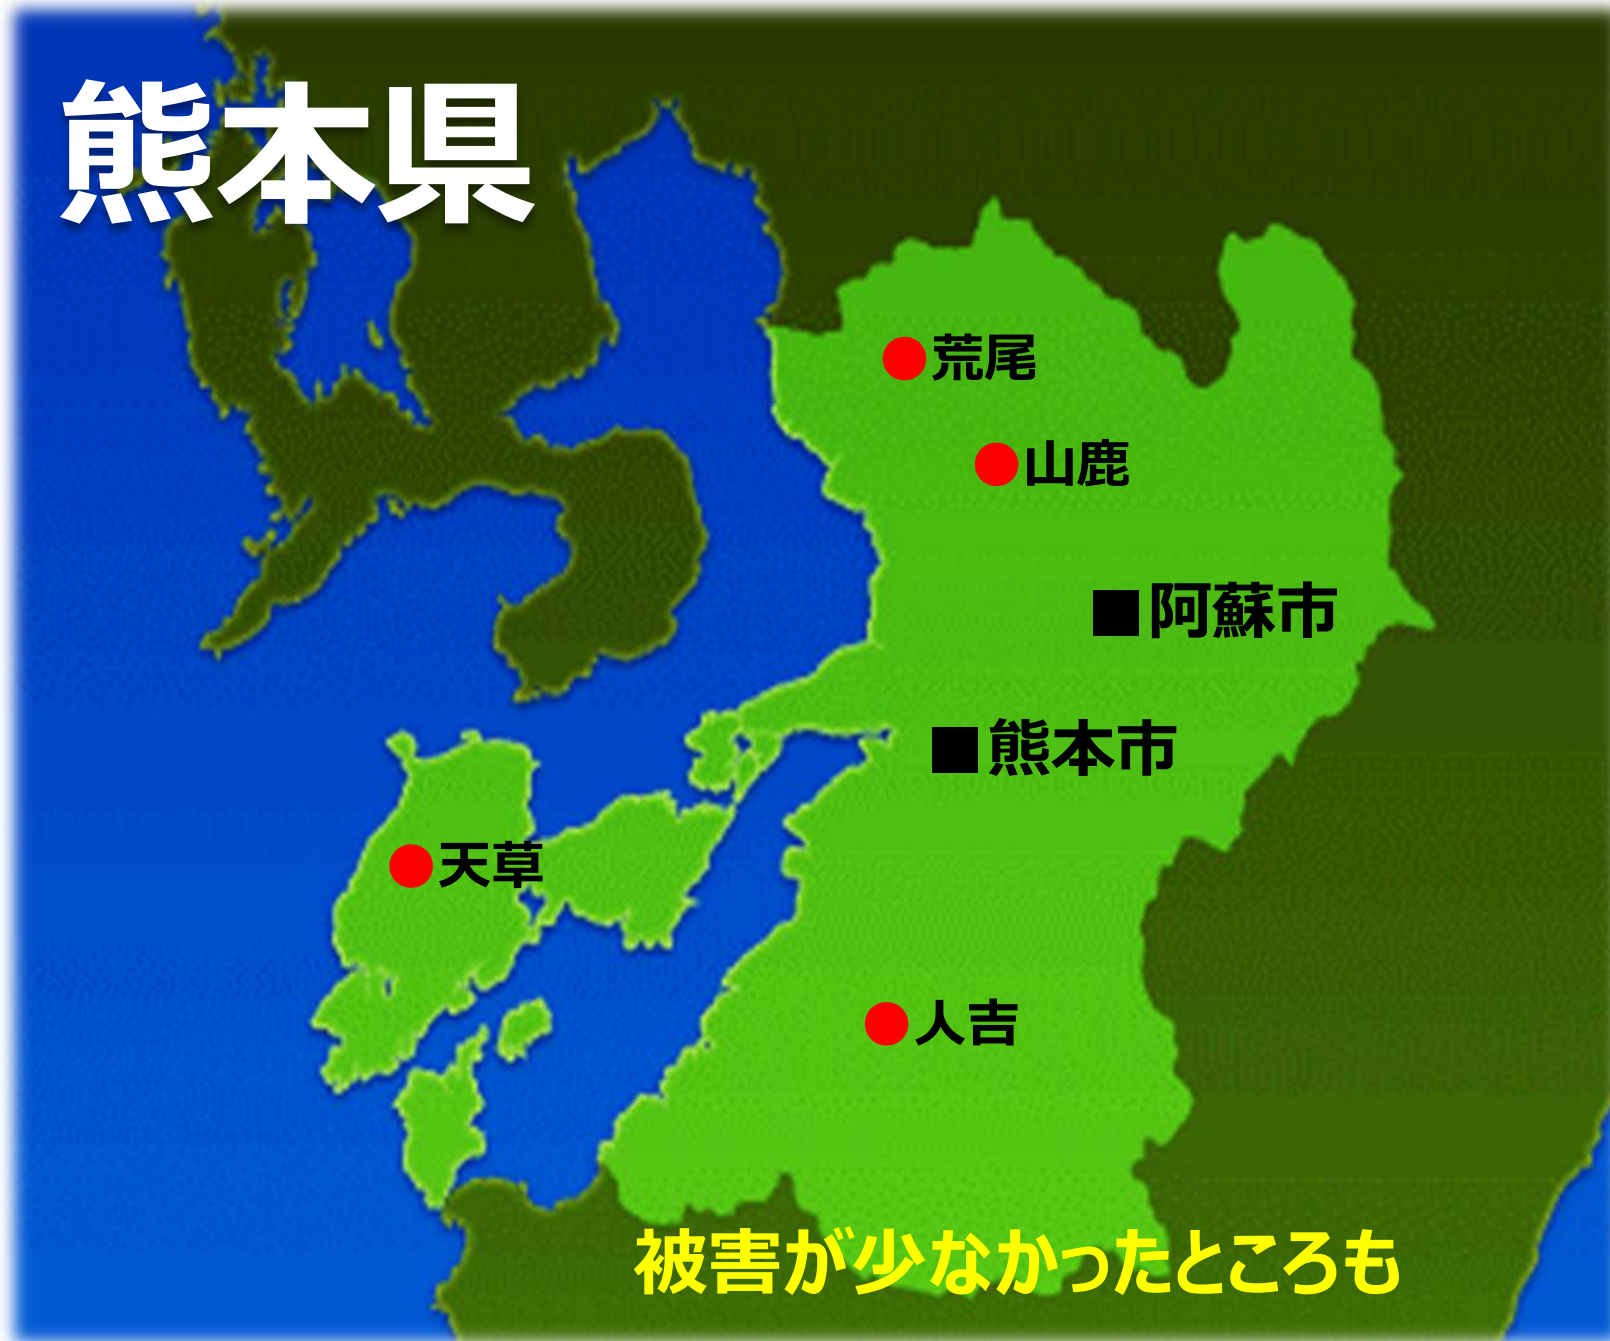 熊本県
●荒尾
●山鹿
■阿蘇市
■熊本市
●天草
●人吉
被害が少なかったところも